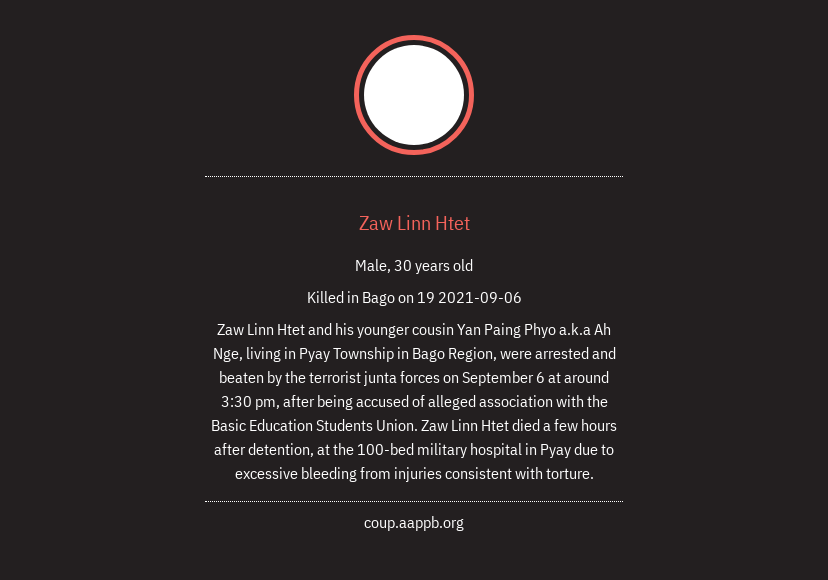 Zaw Linn Htet
Male, 30 years old
Killed in Bago on 19 2021-09-06
Zaw Linn Htet and his younger cousin Yan Paing Phyo a.k.a Ah
Nge, living in Pyay Township in Bago Region, were arrested and
beaten by the terrorist junta forces on September 6 at around
3:30 pm, after being accused of alleged association with the
Basic Education Students Union. Zaw Linn Htet died a few hours
after detention, at the 100-bed military hospital in Pyay due to
excessive bleeding from injuries consistent with torture.
coup.aappb.org